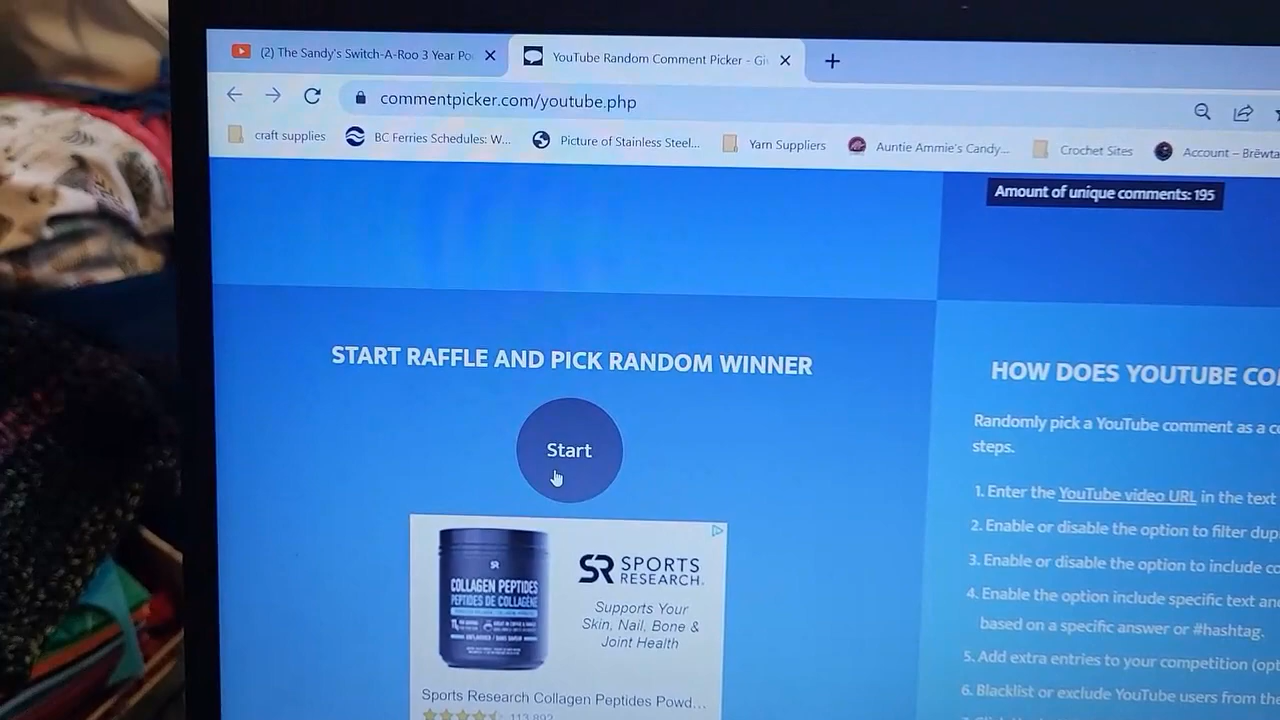 (2) The Sandy's Switch-A-Roo 3 Year Po
YouTube Random Comment Picker - Gi
commentpicker.com/youtube.php
craft supplies
BC Ferries Schedules: W...
Picture of Stainless Steel...
Yarn Suppliers
Auntie Ammie's Candy...
Crochet Sites
Account – Brēwta
Amount of unique comments: 195
START RAFFLE AND PICK RANDOM WINNER
Start
SR
COLLAGEN PEPTIDES
PEPTIDES DE COLLAGÈNE
SR SPORTS
RESEARCH.
Supports Your
Skin, Nail, Bone &
Joint Health
Sports Research Collagen Peptides Powd...
113,892
HOW DOES YOUTUBE CO
Randomly pick a YouTube comment as a c
steps.
1. Enter the YouTube video URL in the text
2. Enable or disable the option to filter dup
3. Enable or disable the option to include co
4. Enable the option include specific text an
based on a specific answer or #hashtag.
5. Add extra entries to your competition (opt
6. Blacklist or exclude YouTube users from the